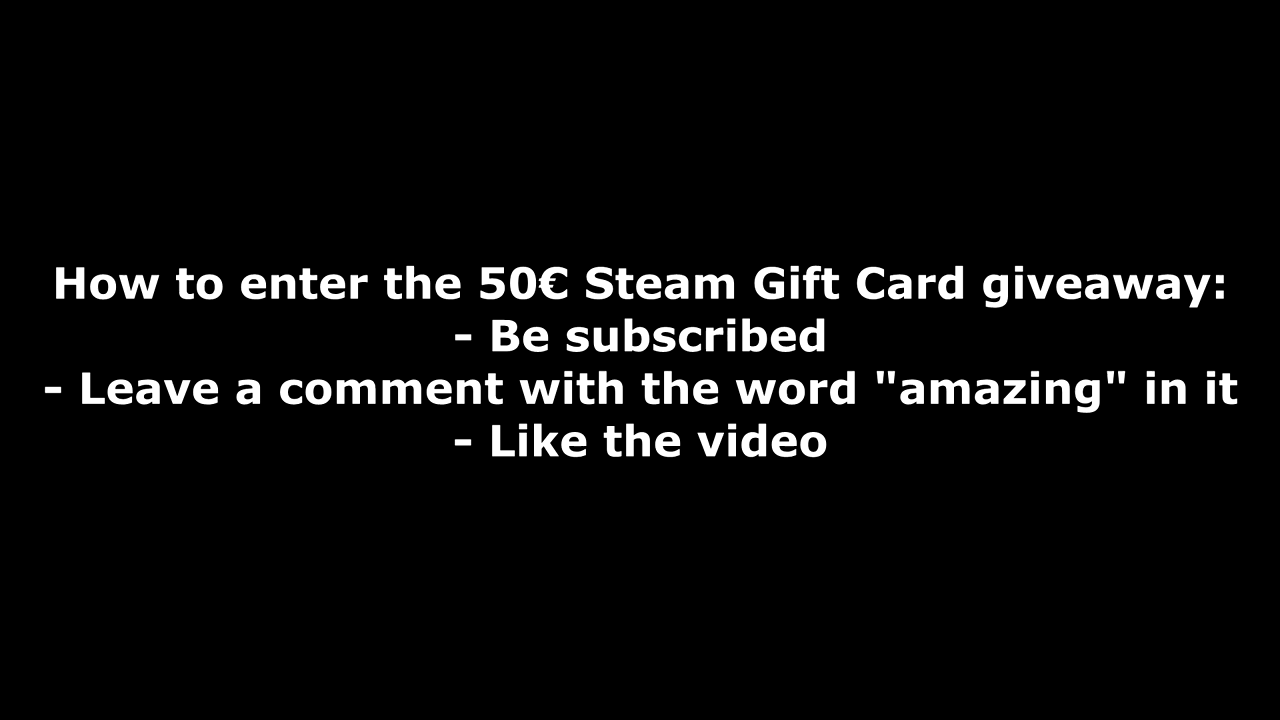 How to enter the 50€ Steam Gift Card giveaway:
- Be subscribed
- Leave a comment with the word "amazing" in it
- Like the video